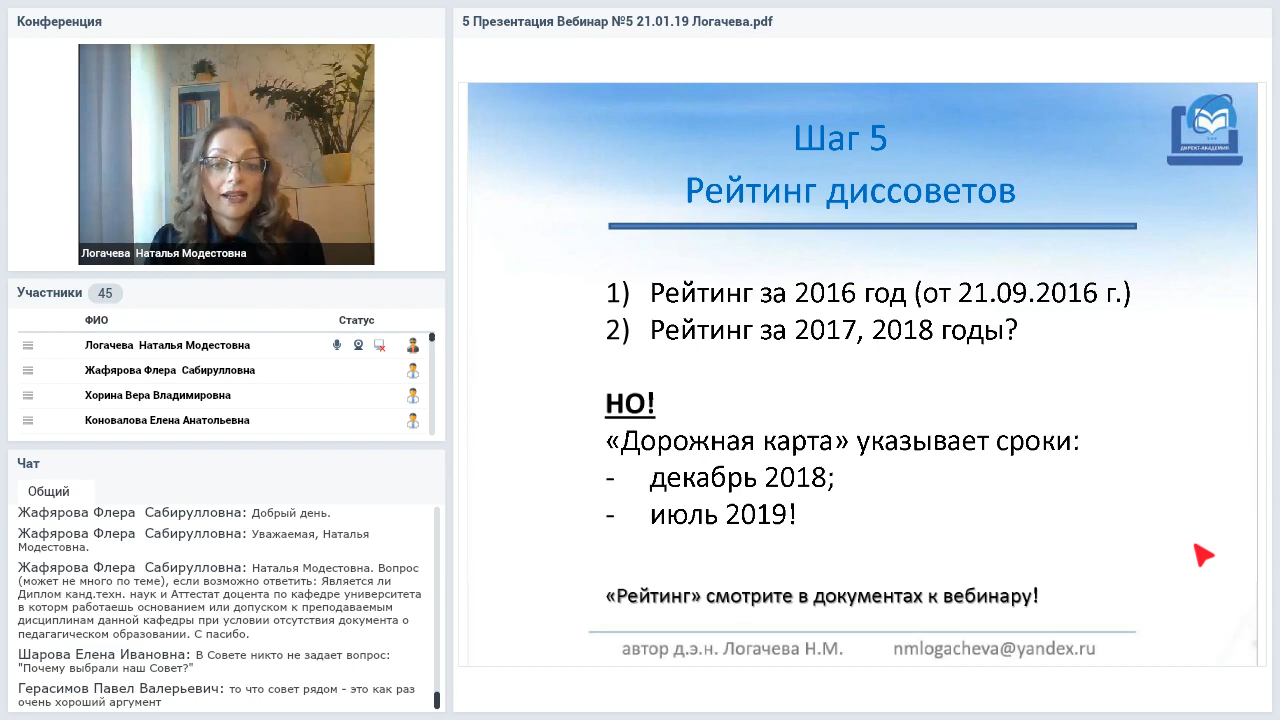 Конференция
Логачева Наталья Модестовна
Участники 45
ФИО Статус
Логачева Наталья Модестовна
Жафярова Флера Сабирулловна
Хорина Вера Владимировна
Коновалова Елена Анатольевна
Чат
Общий
Жафярова Флера Сабирулловна: Добрый день.
Жафярова Флера Сабирулловна: Уважаемая, Наталья
Модестовна.
Жафярова Флера Сабирулловна: Наталья Модестовна. Вопрос
(может не много по теме), если возможно ответить: Является ли
Диплом канд.техн. наук и Аттестат доцента по кафедре университета
в которм работаешь основанием или допуском к преподаваемым
дисциплинам данной кафедры при условии отсутствия документа о
педагагическом образовании. С пасибо.
Шарова Елена Ивановна: В Совете никто не задает вопрос:
"Почему выбрали наш Совет?"
Герасимов Павел Валерьевич: то что совет рядом - это как раз
очень хороший аргумент
5 Презентация Вебинар №5 21.01.19 Логачева.pdf
ДИРЕКТ-АКАДЕМИЯ
Шаг 5
Рейтинг диссоветов
1) Рейтинг за 2016 год (от 21.09.2016 г.)
2) Рейтинг за 2017, 2018 годы?
НО!
«Дорожная карта» указывает сроки:
- декабрь 2018;
- июль 2019!
«Рейтинг» смотрите в документах к вебинару!
автор д.э.н. Логачева Н.М. nmlogacheva@yandex.ru